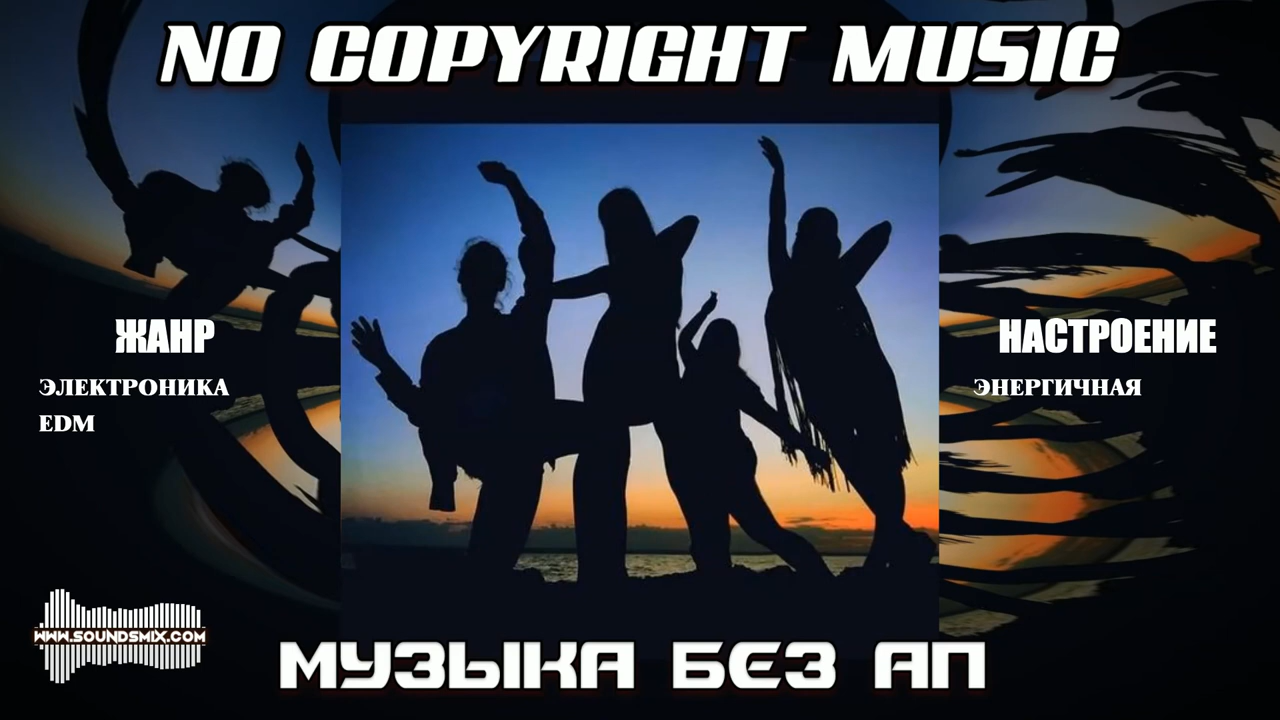 NO COPYRIGHT MUSIC
ЖАНР
ЭЛЕКТРОНИКА
EDM
НАСТРОЕНИЕ
ЭНЕРГИЧНАЯ
WWW.SOUNDSMIX.COM
МУЗЫКА БЕЗ АП